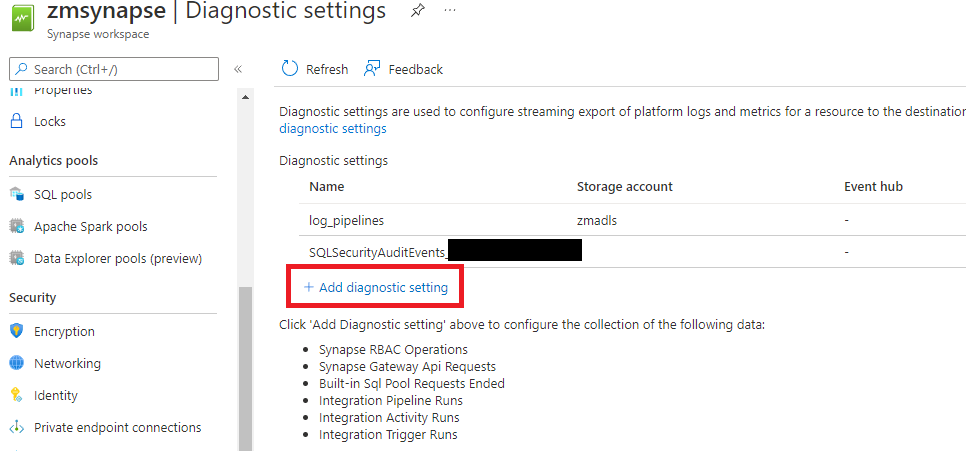 zmsynapse | Diagnostic settings
Synapse workspace
Search (Ctrl+/)
«
Refresh
Feedback
Properties
Locks
Analytics pools
SQL pools
Apache Spark pools
Data Explorer pools (preview)
Security
Encryption
Networking
Identity
Private endpoint connections
Diagnostic settings are used to configure streaming export of platform logs and metrics for a resource to the destination
diagnostic settings
Diagnostic settings
Name Storage account Event hub
log_pipelines zmadls -
SQLSecurityAuditEvents_ -
+ Add diagnostic setting
Click 'Add Diagnostic setting' above to configure the collection of the following data:
• Synapse RBAC Operations
• Synapse Gateway Api Requests
• Built-in Sql Pool Requests Ended
• Integration Pipeline Runs
• Integration Activity Runs
• Integration Trigger Runs